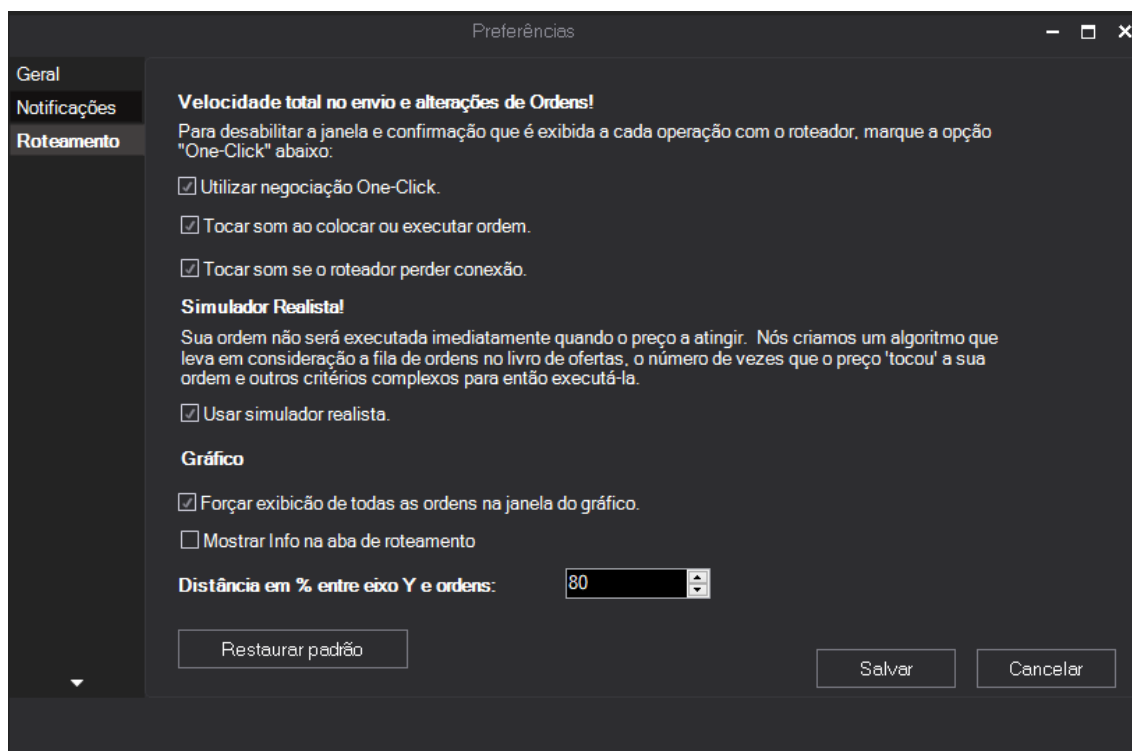 Preferências
Geral
Notificações
Roteamento
Velocidade total no envio e alterações de Ordens!
Para desabilitar a janela e confirmação que é exibida a cada operação com o roteador, marque a opção
"One-Click" abaixo:
Utilizar negociação One-Click.
Tocar som ao colocar ou executar ordem.
Tocar som se o roteador perder conexão.
Simulador Realista!
Sua ordem não será executada imediatamente quando o preço a atingir. Nós criamos um algoritmo que
leva em consideração a fila de ordens no livro de ofertas, o número de vezes que o preço 'tocou' a sua
ordem e outros critérios complexos para então executá-la.
Usar simulador realista.
Gráfico
Forçar exibicão de todas as ordens na janela do gráfico.
Mostrar Info na aba de roteamento
Distância em % entre eixo Y e ordens: 80
Restaurar padrão
Salvar Cancelar